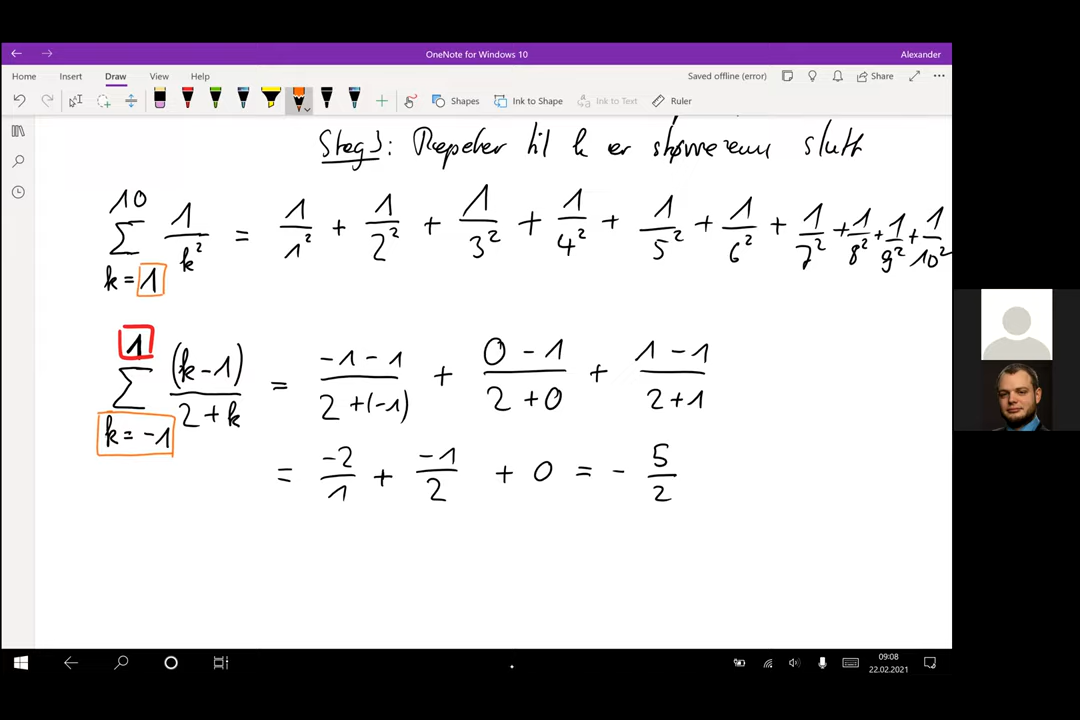 OneNote for Windows 10
Alexander
Home Insert Draw View Help
Saved offline (error) Share
Shapes Ink to Shape Ink to Text Ruler
Steg 3: Repeter til k er slutt
10
∑ 1/k² = 1/1² + 1/2² + 1/3² + 1/4² + 1/5² + 1/6² + 1/7² + 1/8² + 1/9² + 1/10²
k = 1
1
∑ (k-1)/2+k = -1-1/2+(-1) + 0-1/2+0 + 1-1/2+1
k = -1
= -2/1 + -1/2 + 0 = - 5/2
09:08
22.02.2021